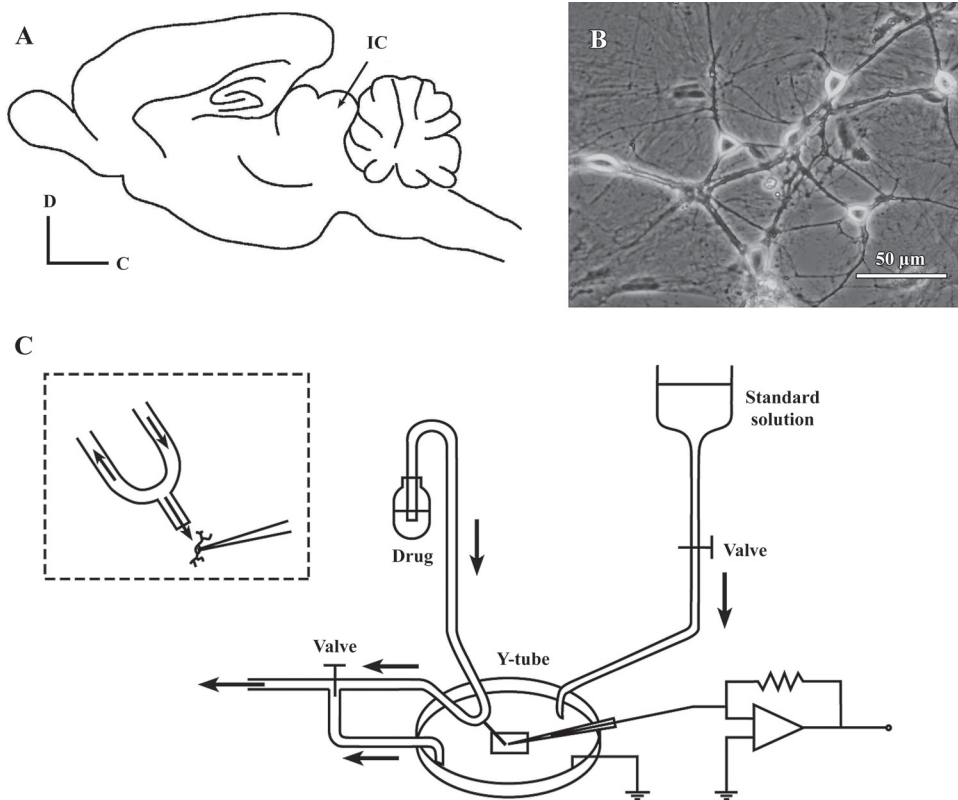 A
IC
D
C
B
50 µm
C
Standard
solution
Drug
Valve
Valve
Y-tube